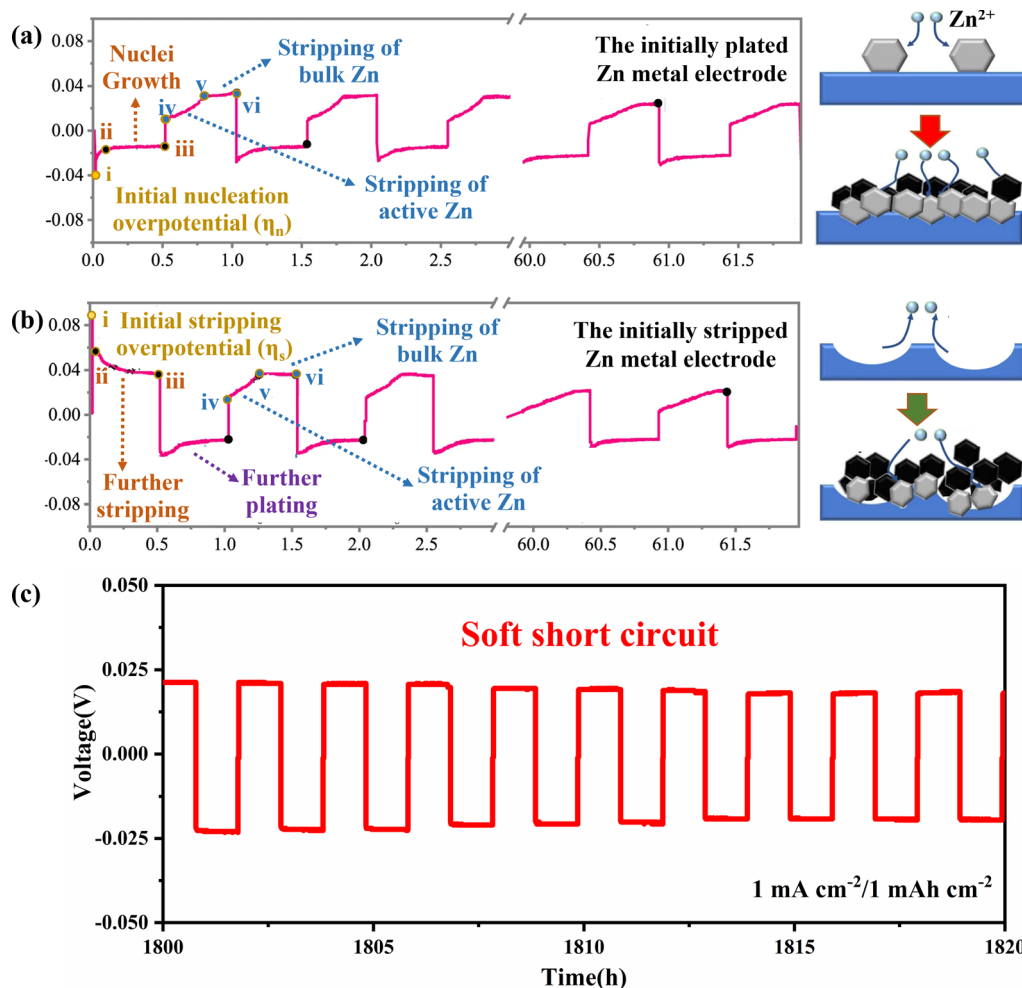 (a)
0.08
0.04
0.00
-0.04
-0.08
Nuclei
Growth
i
ii
iii
iv
v
vi
Stripping of
bulk Zn
Stripping of
active Zn
Initial nucleation
overpotential (ηn)
The initially plated
Zn metal electrode
0.0 0.5 1.0 1.5 2.0 2.5 60.0 60.5 61.0 61.5
Zn2+
(b)
0.08
0.04
0.00
-0.04
-0.08
i
ii
iii
iv
v
vi
Initial stripping
overpotential (ηs)
Stripping of
bulk Zn
Further
stripping
Further
plating
Stripping of
active Zn
The initially stripped
Zn metal electrode
0.0 0.5 1.0 1.5 2.0 2.5 60.0 60.5 61.0 61.5
(c)
Voltage(V)
0.050
0.025
0.000
-0.025
-0.050
Soft short circuit
1 mA cm-2/1 mAh cm-2
1800 1805 1810 1815 1820
Time(h)